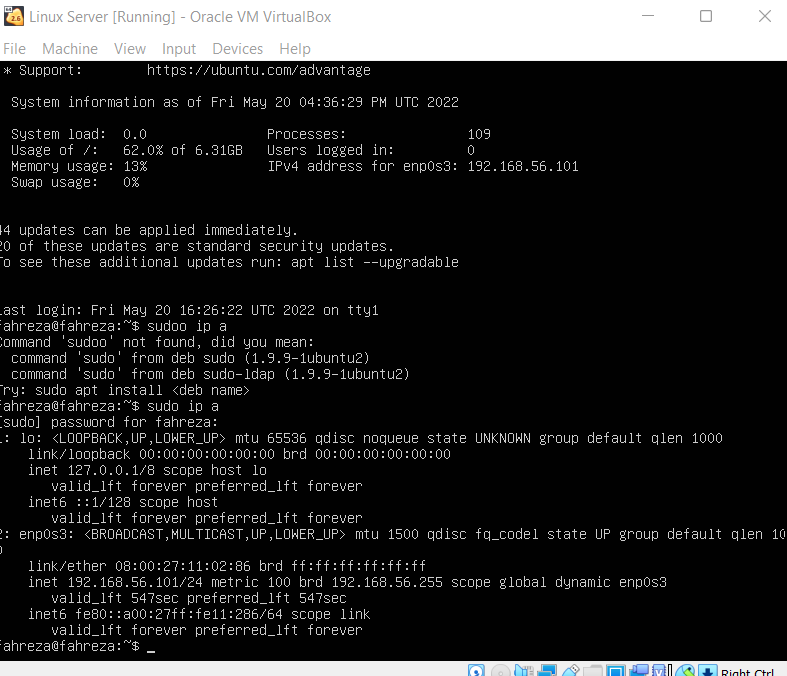 Linux Server [Running] - Oracle VM VirtualBox
File Machine View Input Devices Help
* Support: https://ubuntu.com/advantage
System information as of Fri May 20 04:36:29 PM UTC 2022
System load: 0.0 Processes: 109
Usage of /: 62.0% of 6.31GB Users logged in: 0
Memory usage: 13% IPv4 address for enp0s3: 192.168.56.101
Swap usage: 0%
44 updates can be applied immediately.
20 of these updates are standard security updates.
To see these additional updates run: apt list --upgradable
Last login: Fri May 20 16:26:22 UTC 2022 on tty1
fahreza@fahreza:~$ sudoo ip a
Command 'sudoo' not found, did you mean:
command 'sudo' from deb sudo (1.9.9-1ubuntu2)
command 'sudo' from deb sudo-ldap (1.9.9-1ubuntu2)
Try: sudo apt install <deb name>
fahreza@fahreza:~$ sudo ip a
[sudo] password for fahreza:
1: lo: <LOOPBACK,UP,LOWER_UP> mtu 65536 qdisc noqueue state UNKNOWN group default qlen 1000
link/loopback 00:00:00:00:00:00 brd 00:00:00:00:00:00
inet 127.0.0.1/8 scope host lo
valid_lft forever preferred_lft forever
inet6 ::1/128 scope host
valid_lft forever preferred_lft forever
2: enp0s3: <BROADCAST,MULTICAST,UP,LOWER_UP> mtu 1500 qdisc fq_codel state UP group default qlen 10
0
link/ether 08:00:27:11:02:86 brd ff:ff:ff:ff:ff:ff
inet 192.168.56.101/24 metric 100 brd 192.168.56.255 scope global dynamic enp0s3
valid_lft 547sec preferred_lft 547sec
inet6 fe80::a00:27ff:fe11:286/64 scope link
valid_lft forever preferred_lft forever
fahreza@fahreza:~$ _
Right Ctrl